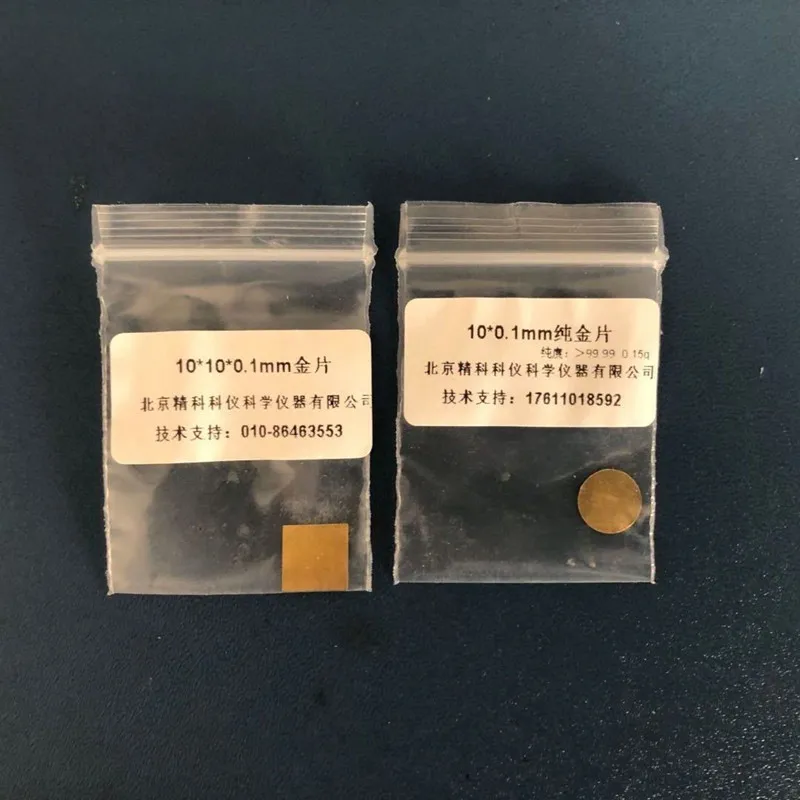 10*10*0.1mm金片
北京精科科仪科学仪器有限公司
技术支持：010-86463553
10*0.1mm纯金片
纯度：＞99.99 0.15g
北京精科科仪科学仪器有限公司
技术支持：17611018592